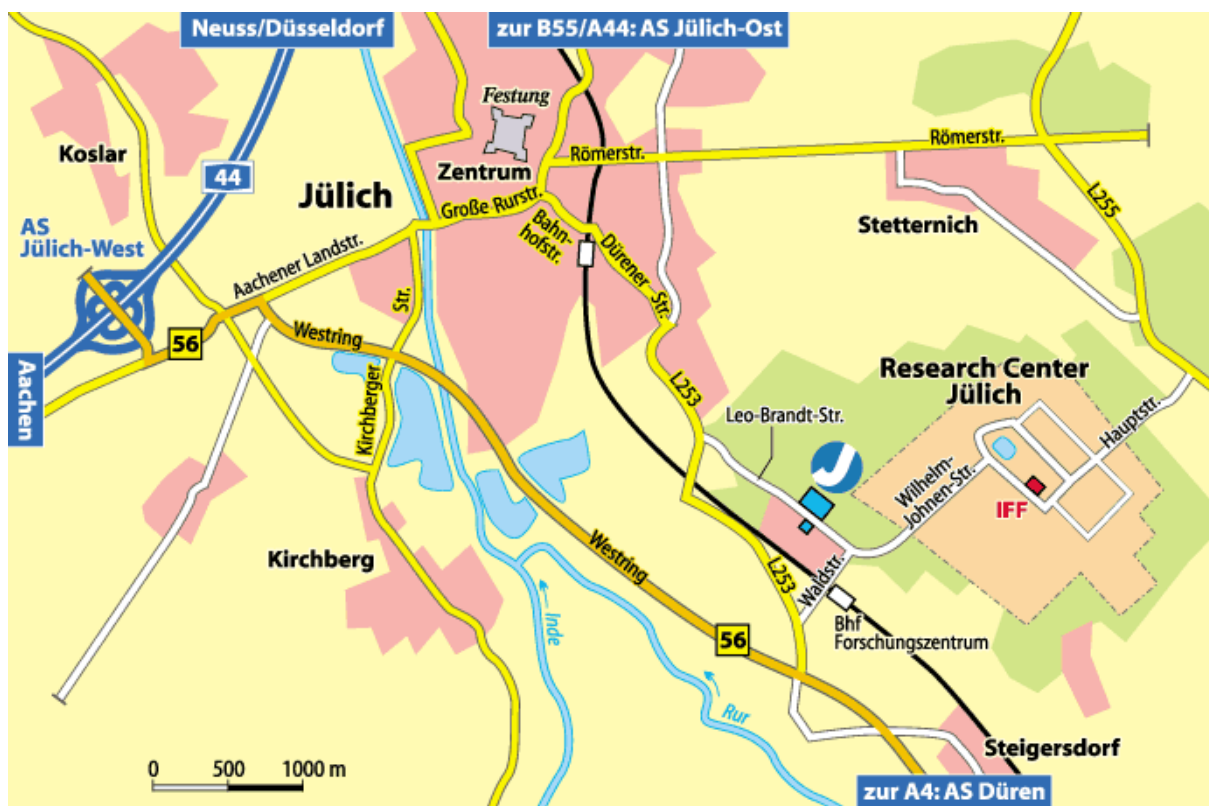 Neuss/Düsseldorf
zur B55/A44: AS Jülich-Ost
Festung
Koslar
44
Zentrum
Römerstr.
Römerstr.
L255
Jülich
Große Rurstr.
Stetternich
AS
Jülich-West
Aachener Landstr.
Bahn-
hofstr.
Dürener Str.
Str.
Westring
56
Aachen
Kirchberger
L253
Research Center
Jülich
Leo-Brandt-Str.
Hauptstr.
J
Wilhelm-
Johnen-Str.
IFF
Kirchberg
Westring
L253
Waldstr.
Inde
56
Bhf
Forschungszentrum
Rur
Steigersdorf
0 500 1000 m
zur A4: AS Düren